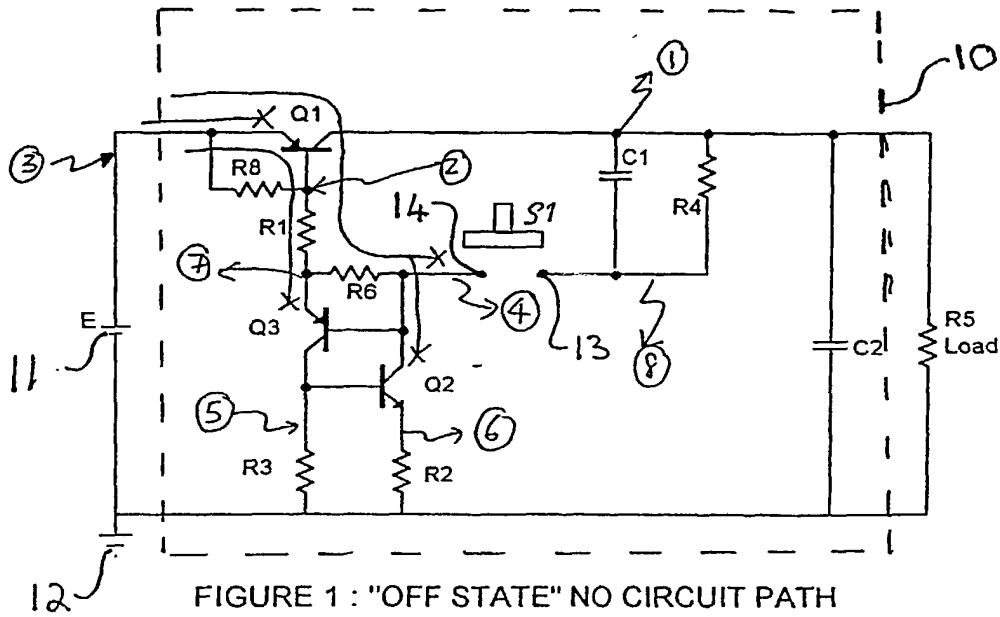 ① 10
Q1
③ R8 ② C1
R1 14 S1 R4
⑦ R6 ④
E Q3 13 R5
11 Q2 ⑧ C2 Load
⑤ ⑥
R3 R2
12 FIGURE 1 : "OFF STATE" NO CIRCUIT PATH